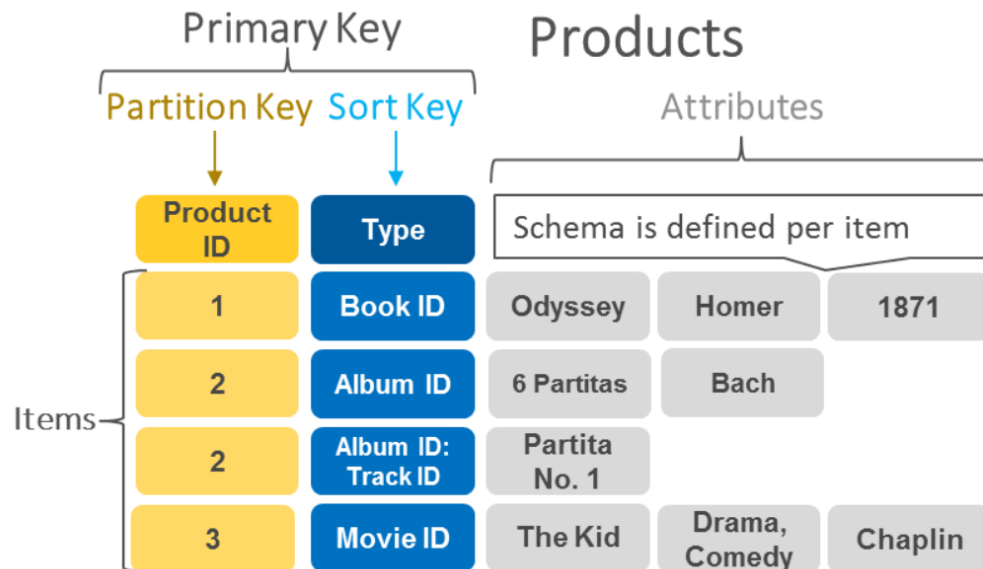 Primary Key
Products
Partition Key
Sort Key
Attributes
Product
ID
Type
Schema is defined per item
Items
1
Book ID
Odyssey
Homer
1871
2
Album ID
6 Partitas
Bach
2
Album ID:
Track ID
Partita
No. 1
3
Movie ID
The Kid
Drama,
Comedy
Chaplin